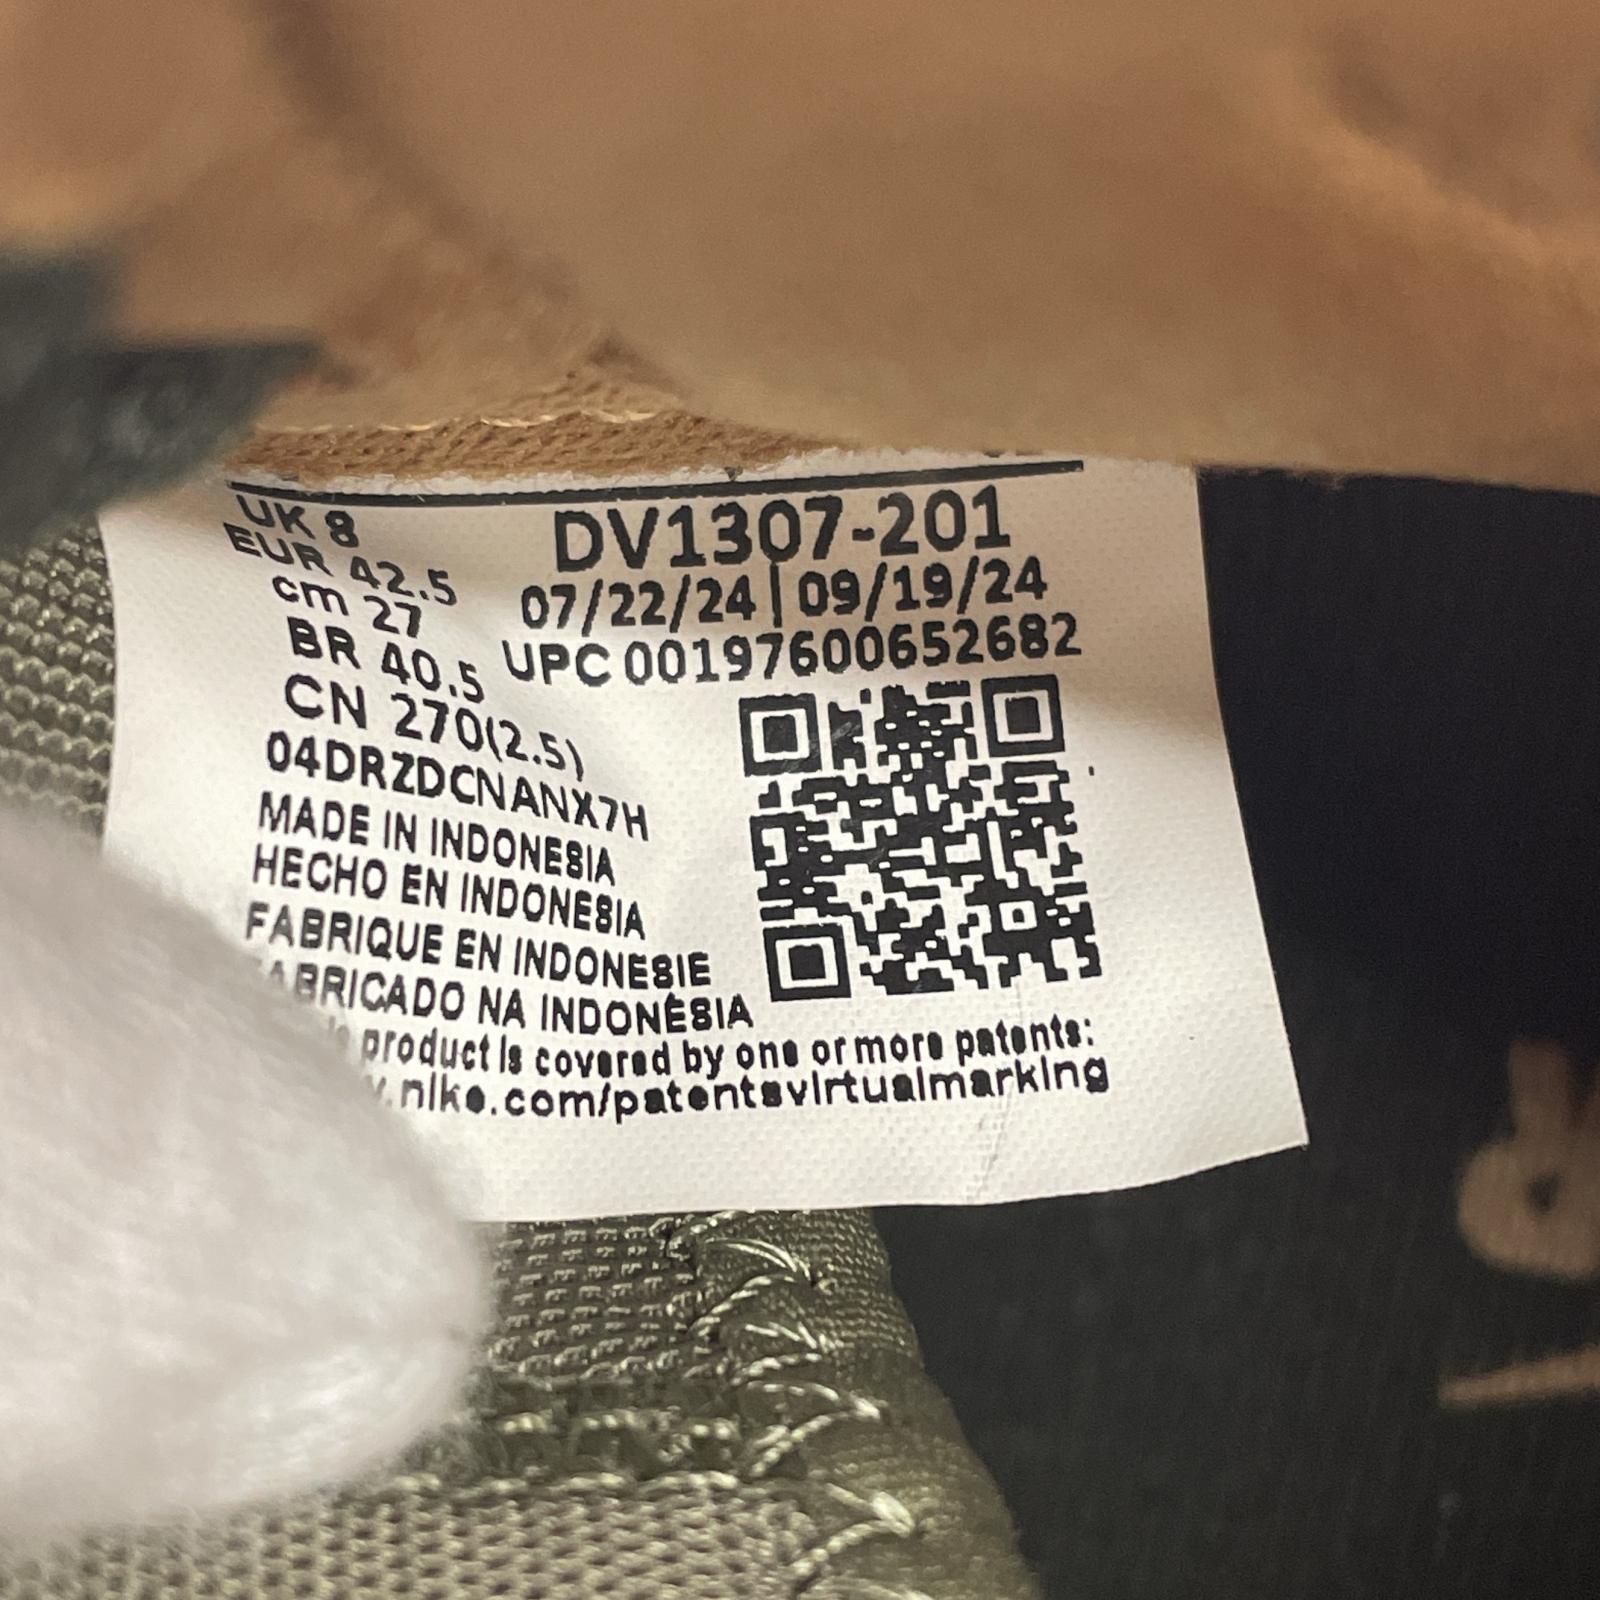 UK 8
EUR 42.5
cm 27
BR 40.5
CN 270(2.5)
04DRZDCNANX7H
DV1307-201
07/22/24 | 09/19/24
UPC 00197600652682
MADE IN INDONESIA
HECHO EN INDONESIA
FABRIQUE EN INDONESIE
FABRICADO NA INDONÉSIA
product is covered by one or more patents:
.nike.com/patentsvirtualmarking